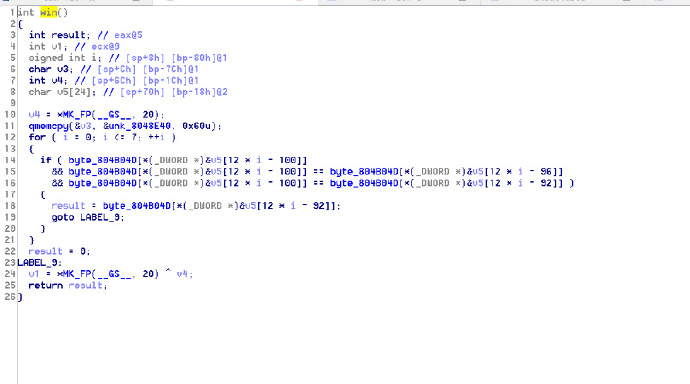 1 int win()
2 {
3 int result; // eax@5
4 int v1; // ecx@9
5 signed int i; // [sp+8h] [bp-80h]@1
6 char v3; // [sp+Ch] [bp-7Ch]@1
7 int v4; // [sp+6Ch] [bp-1Ch]@1
8 char v5[24]; // [sp+70h] [bp-18h]@2
9
10 v4 = *MK_FP(__GS__, 20);
11 qmemcpy(&v3, &unk_8048E40, 0x60u);
12 for ( i = 0; i <= 7; ++i )
13 {
14 if ( byte_804B04D[*(_DWORD *)&v5[12 * i - 100]]
15 && byte_804B04D[*(_DWORD *)&v5[12 * i - 100]] == byte_804B04D[*(_DWORD *)&v5[12 * i - 96]]
16 && byte_804B04D[*(_DWORD *)&v5[12 * i - 100]] == byte_804B04D[*(_DWORD *)&v5[12 * i - 92]] )
17 {
18 result = byte_804B04D[*(_DWORD *)&v5[12 * i - 92]];
19 goto LABEL_9;
20 }
21 }
22 result = 0;
23 LABEL_9:
24 v1 = *MK_FP(__GS__, 20) ^ v4;
25 return result;
26 }